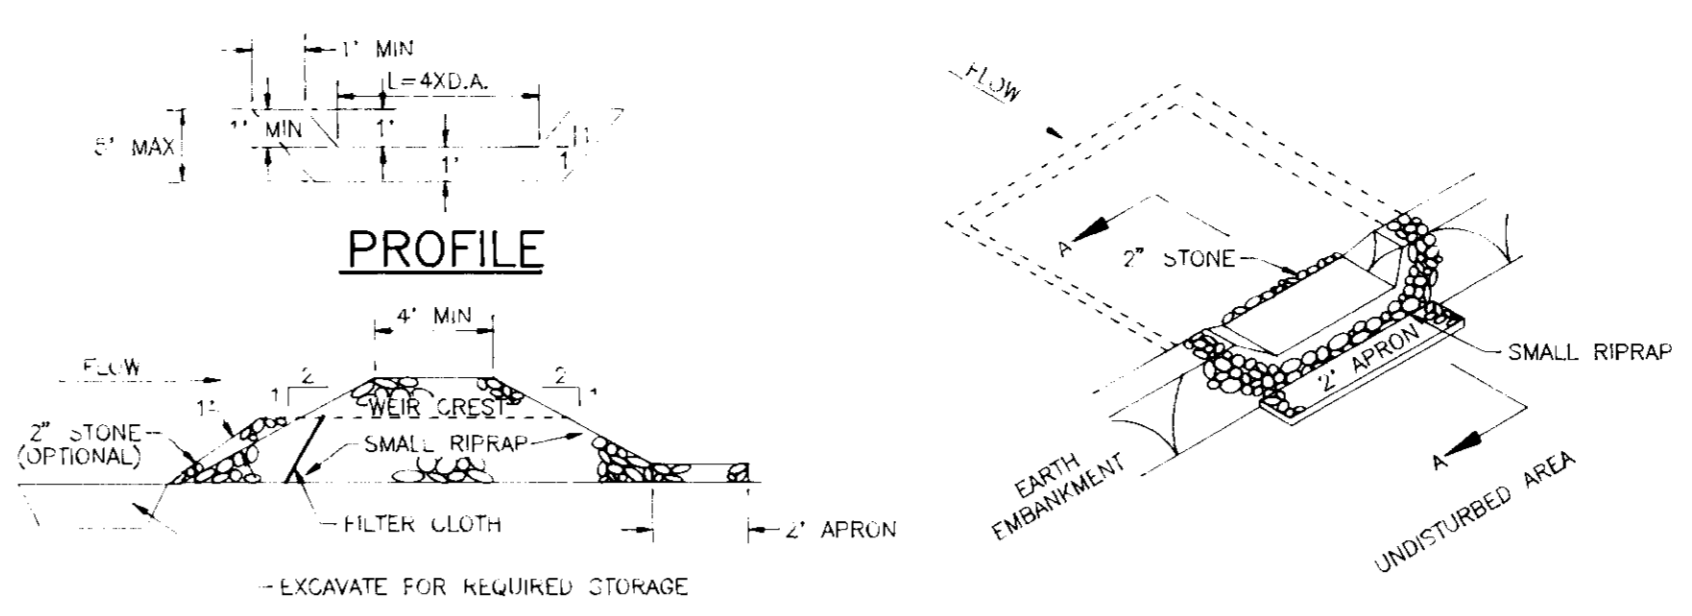 1' MIN
L=4XD.A.
1' MIN
1'
5' MAX
1'
1
1
PROFILE
4' MIN
FLOW
2
1
2
1
WEIR CREST
1'
2" STONE
(OPTIONAL)
SMALL RIPRAP
FILTER CLOTH
2' APRON
EXCAVATE FOR REQUIRED STORAGE
FLOW
A
2" STONE
SMALL RIPRAP
2' APRON
A
EARTH
EMBANKMENT
UNDISTURBED AREA